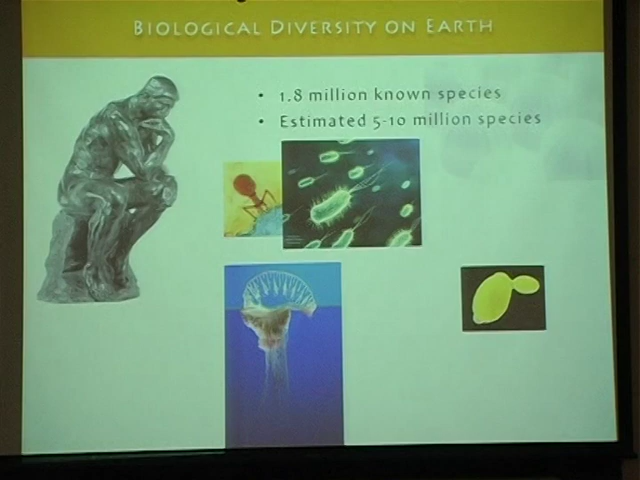 BIOLOGICAL DIVERSITY ON EARTH
• 1.8 million known species
• Estimated 5-10 million species